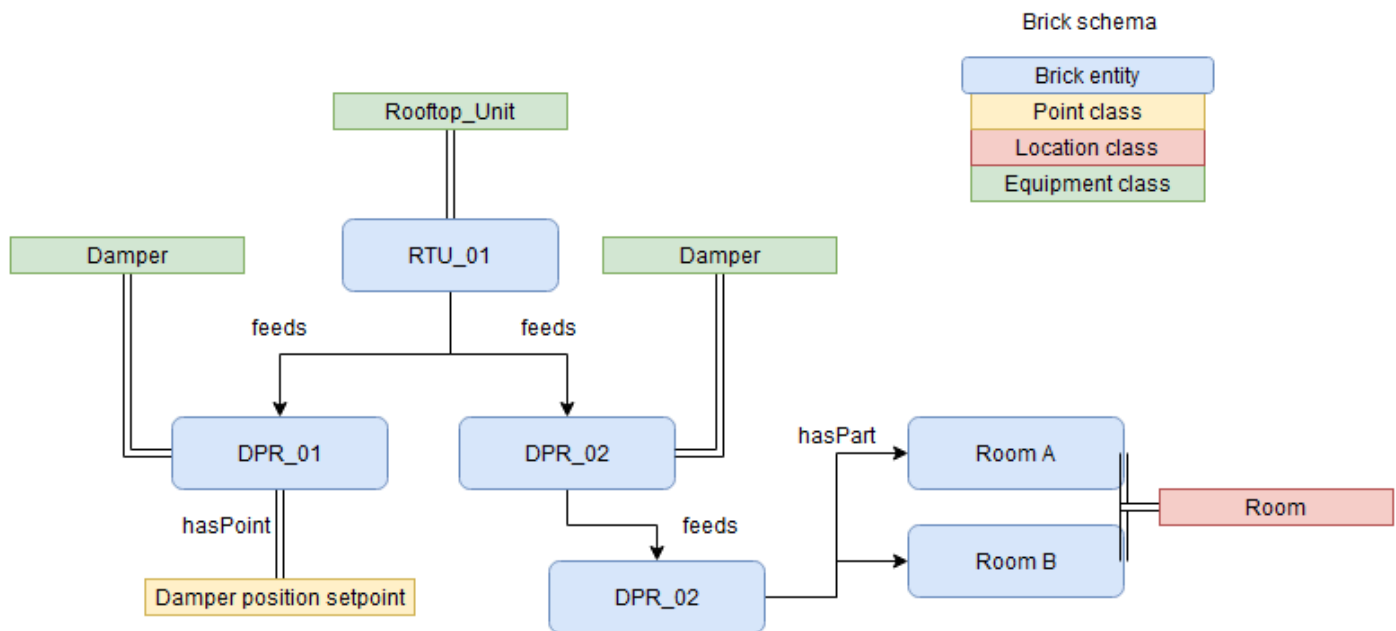 Brick schema
Brick entity
Point class
Location class
Equipment class
Rooftop_Unit
RTU_01
Damper
Damper
feeds
feeds
DPR_01
DPR_02
hasPart
Room A
hasPoint
feeds
Room
Room B
Damper position setpoint
DPR_02